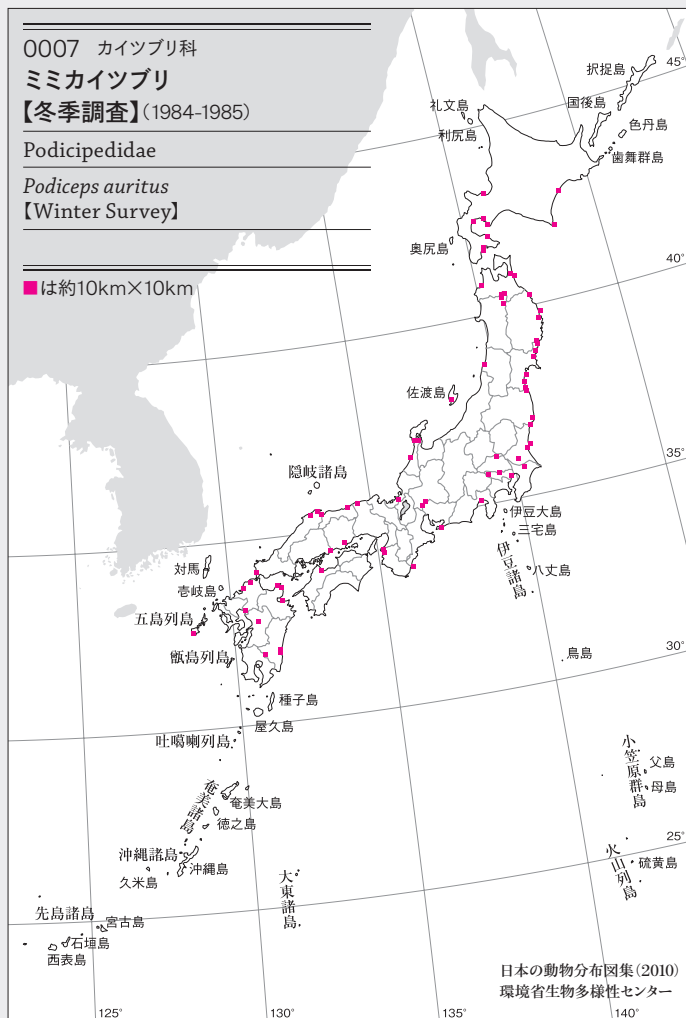 0007 カイツブリ科
ミミカイツブリ
【冬季調査】(1984-1985)
Podicipedidae
Podiceps auritus
【Winter Survey】
■は約10km×10km
45°
択捉島
国後島
礼文島
色丹島
利尻島
歯舞群島
奥尻島
40°
佐渡島
35°
隠岐諸島
伊豆大島
三宅島
対馬
八丈島
伊豆諸島
壱岐島
五島列島
甑島列島
鳥島
30°
種子島
屋久島
吐噶喇列島
小笠原群島
父島
母島
奄美諸島
奄美大島
徳之島
25°
沖縄諸島
沖縄島
久米島
大東諸島
火山列島
硫黄島
先島諸島
宮古島
石垣島
西表島
日本の動物分布図集(2010)
環境省生物多様性センター
125°
130°
135°
140°
145°